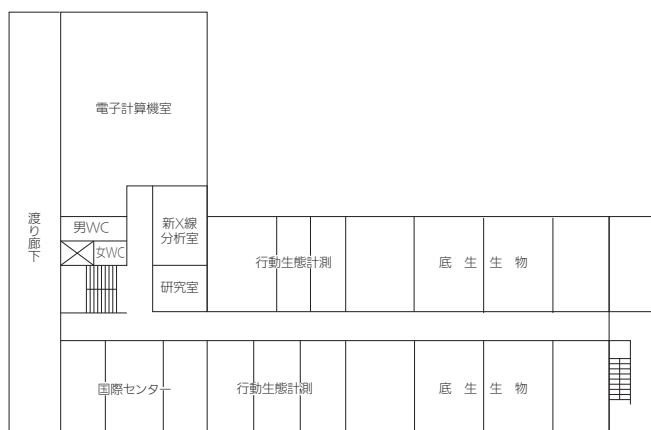 電子計算機室
渡り廊下
男WC
女WC
新X線
分析室
研究室
行動生態計測
底生生物
国際センター
行動生態計測
底生生物